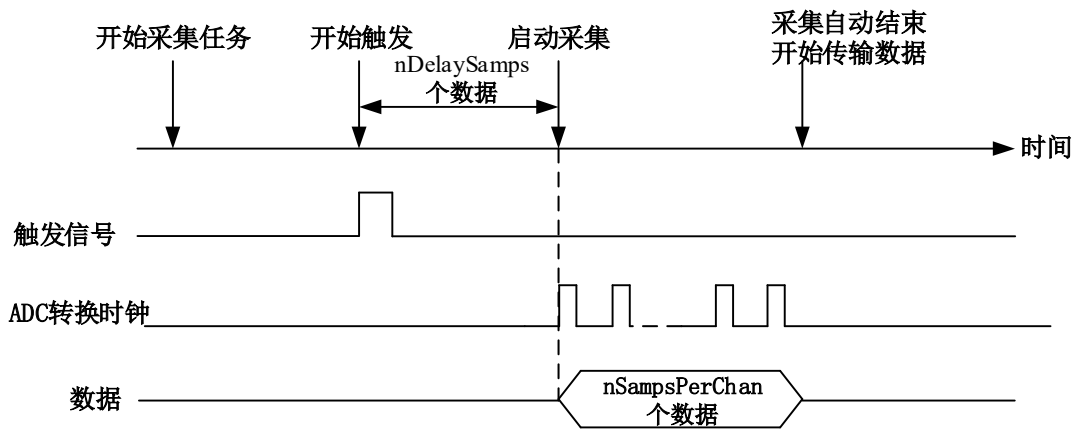 开始采集任务
开始触发
启动采集
采集自动结束
开始传输数据
nDelaySamps
个数据
时间
触发信号
ADC转换时钟
数据
nSampsPerChan
个数据